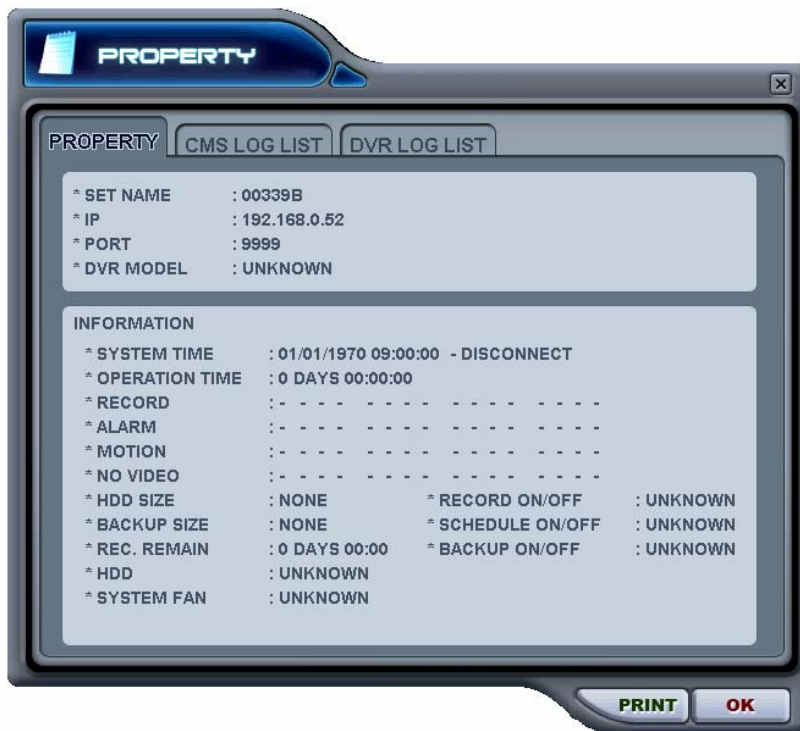 PROPERTY
PROPERTY CMS LOG LIST DVR LOG LIST
* SET NAME : 00339B
* IP : 192.168.0.52
* PORT : 9999
* DVR MODEL : UNKNOWN
INFORMATION
* SYSTEM TIME : 01/01/1970 09:00:00 - DISCONNECT
* OPERATION TIME : 0 DAYS 00:00:00
* RECORD : - - - - - - - - - - - - - - - -
* ALARM : - - - - - - - - - - - - - - - -
* MOTION : - - - - - - - - - - - - - - - -
* NO VIDEO : - - - - - - - - - - - - - - - -
* HDD SIZE : NONE * RECORD ON/OFF : UNKNOWN
* BACKUP SIZE : NONE * SCHEDULE ON/OFF : UNKNOWN
* REC. REMAIN : 0 DAYS 00:00 * BACKUP ON/OFF : UNKNOWN
* HDD : UNKNOWN
* SYSTEM FAN : UNKNOWN
PRINT OK